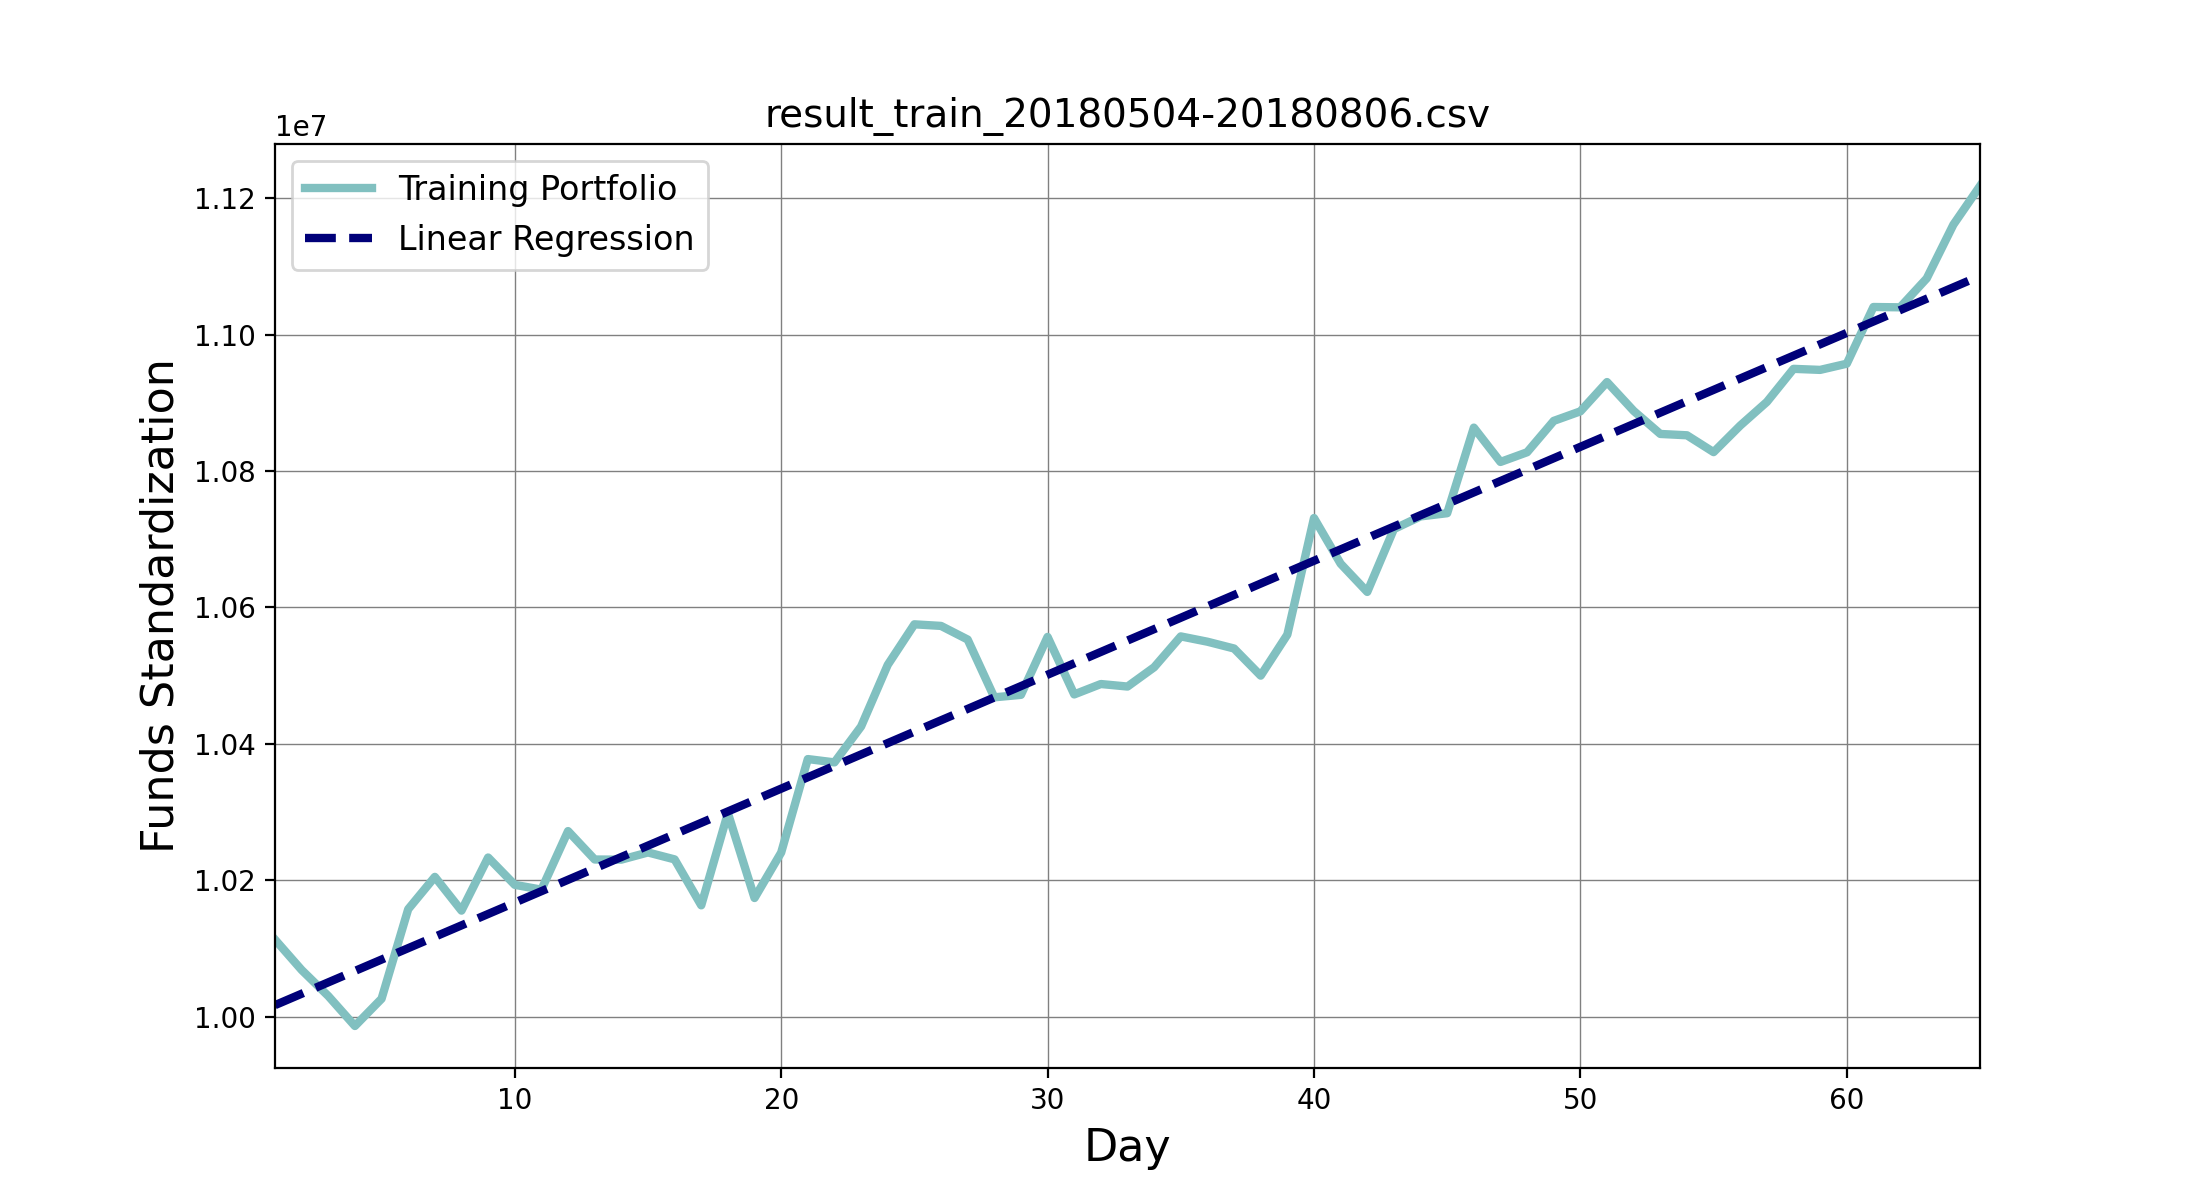 result_train_20180504-20180806.csv
1e7
Training Portfolio
Linear Regression
1.12
1.10
1.08
1.06
1.04
1.02
1.00
Funds Standardization
10 20 30 40 50 60
Day